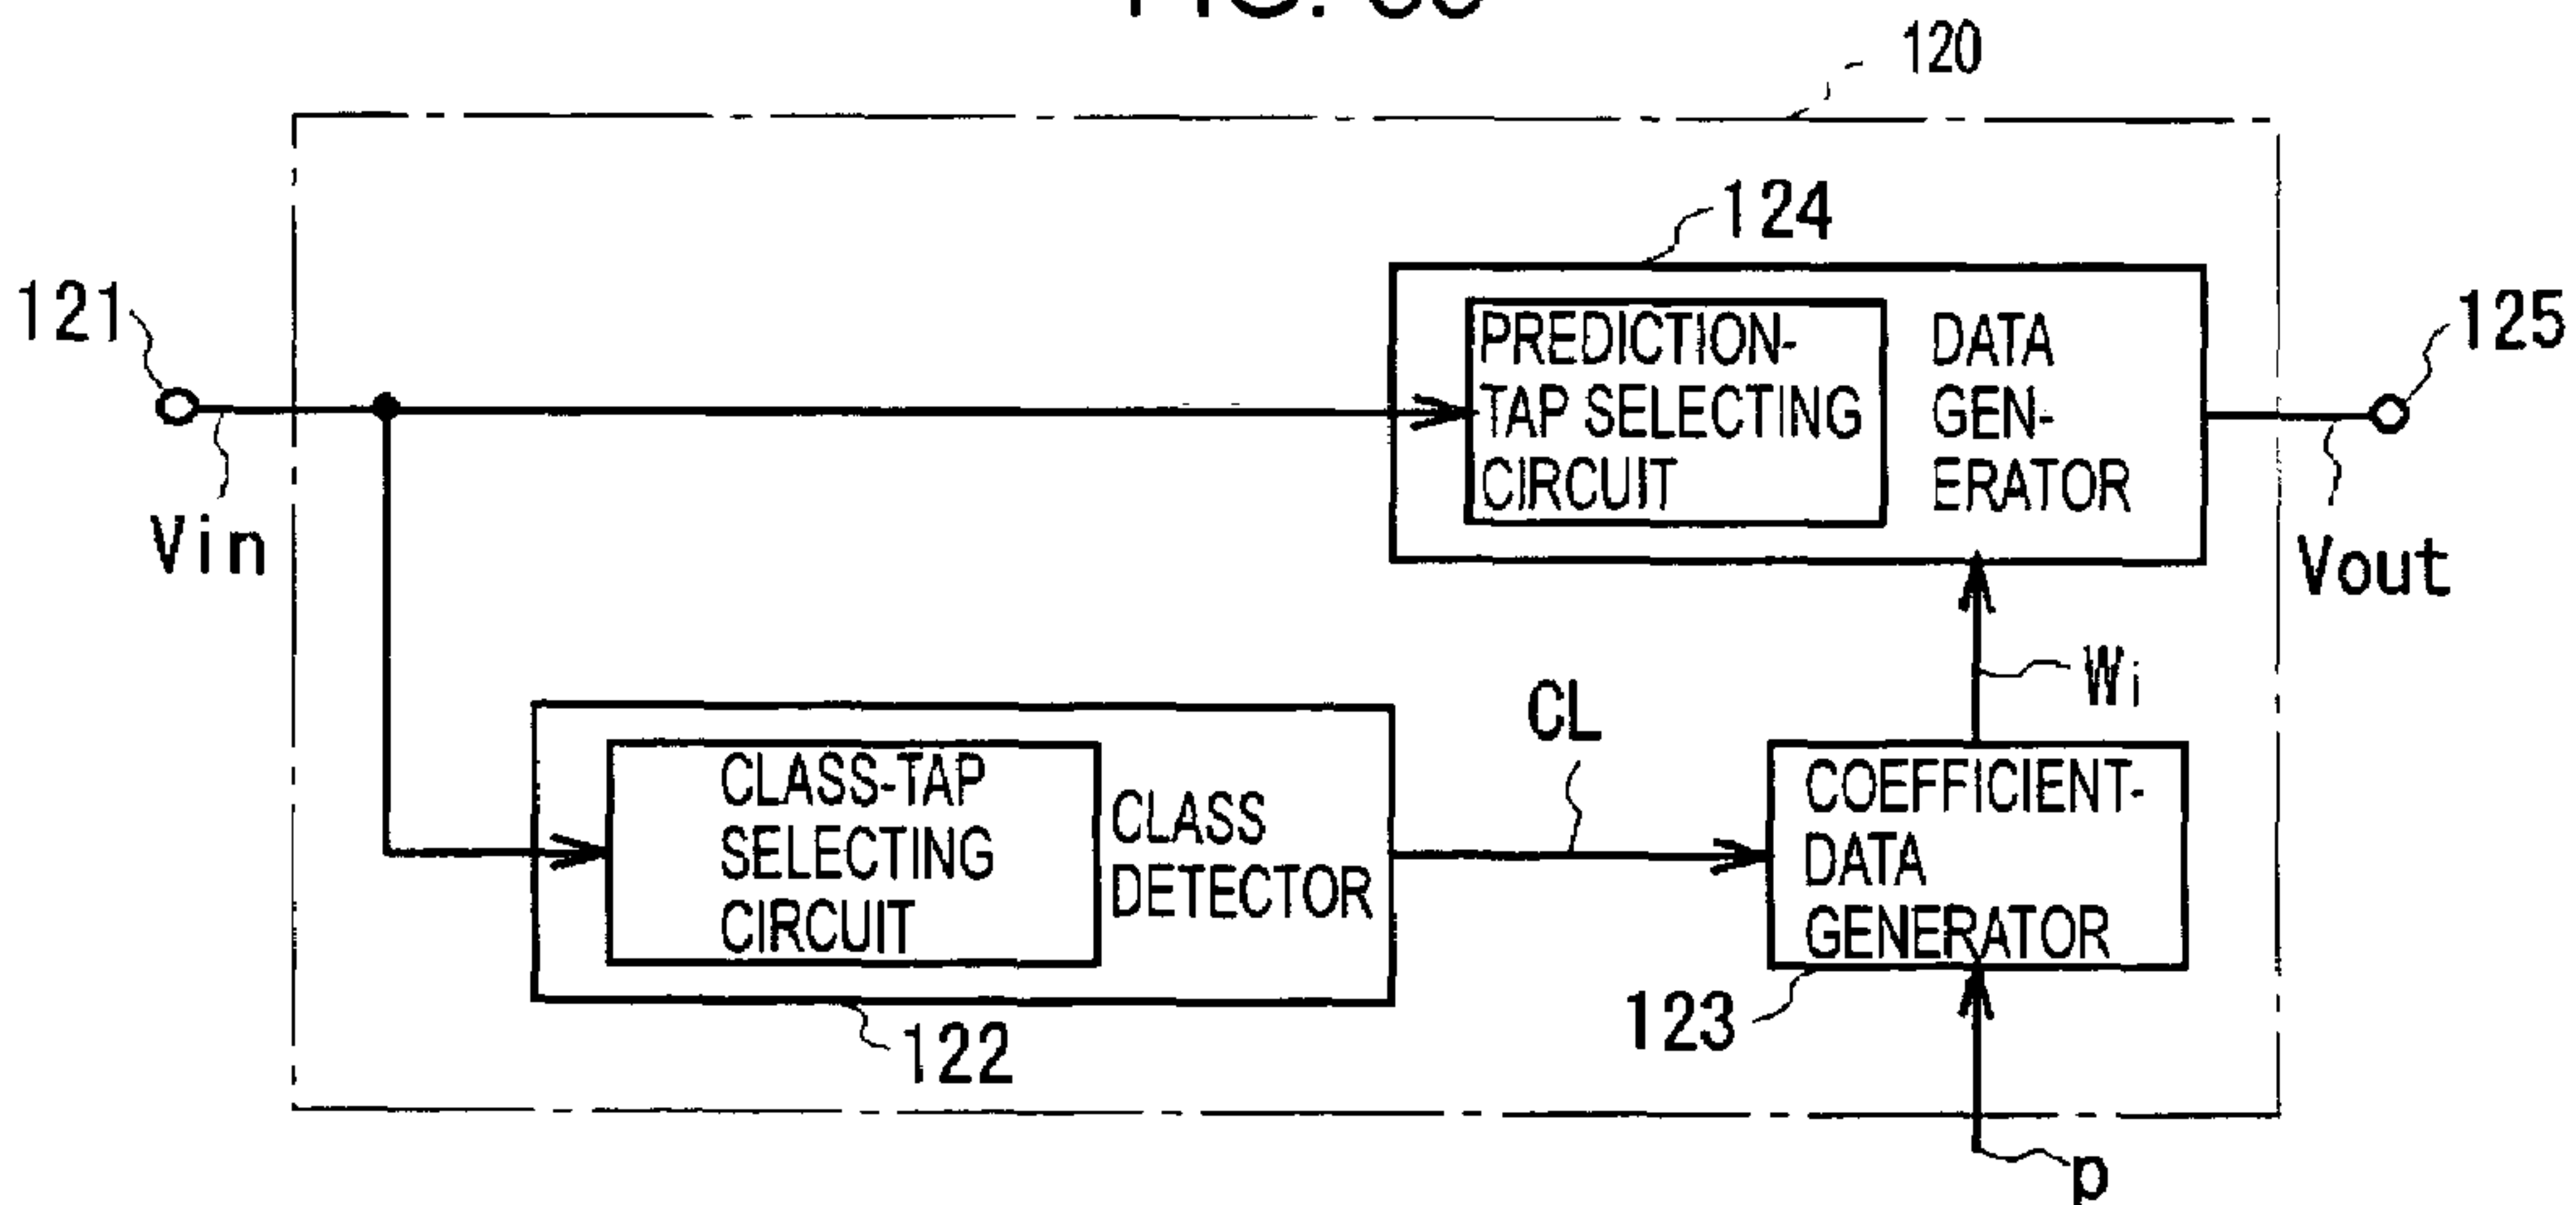 120
124
121
PREDICTION-
TAP SELECTING
CIRCUIT
DATA
GEN-
ERATOR
125
Vin
Vout
Wi
CL
CLASS-TAP
SELECTING
CIRCUIT
CLASS
DETECTOR
COEFFICIENT-
DATA
GENERATOR
123
122
p